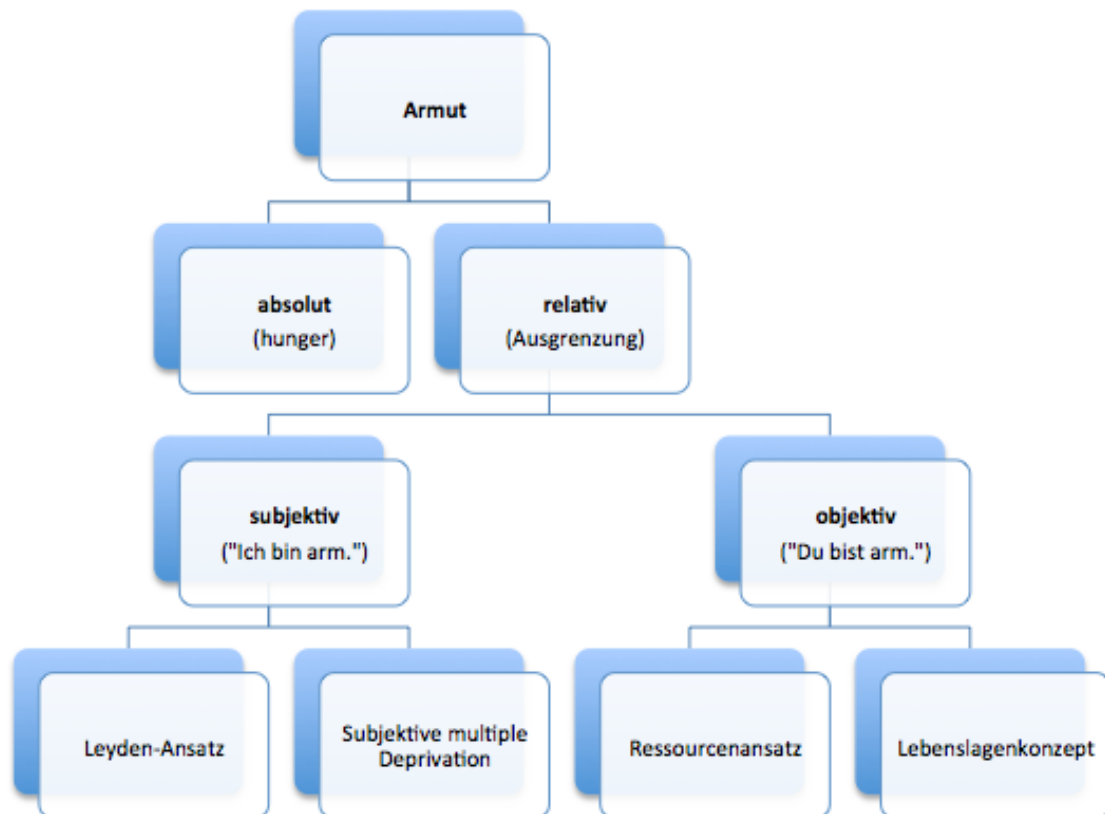 Armut
absolut
(hunger)
relativ
(Ausgrenzung)
subjektiv
("Ich bin arm.")
objektiv
("Du bist arm.")
Leyden-Ansatz
Subjektive multiple
Deprivation
Ressourcenansatz
Lebenslagenkonzept